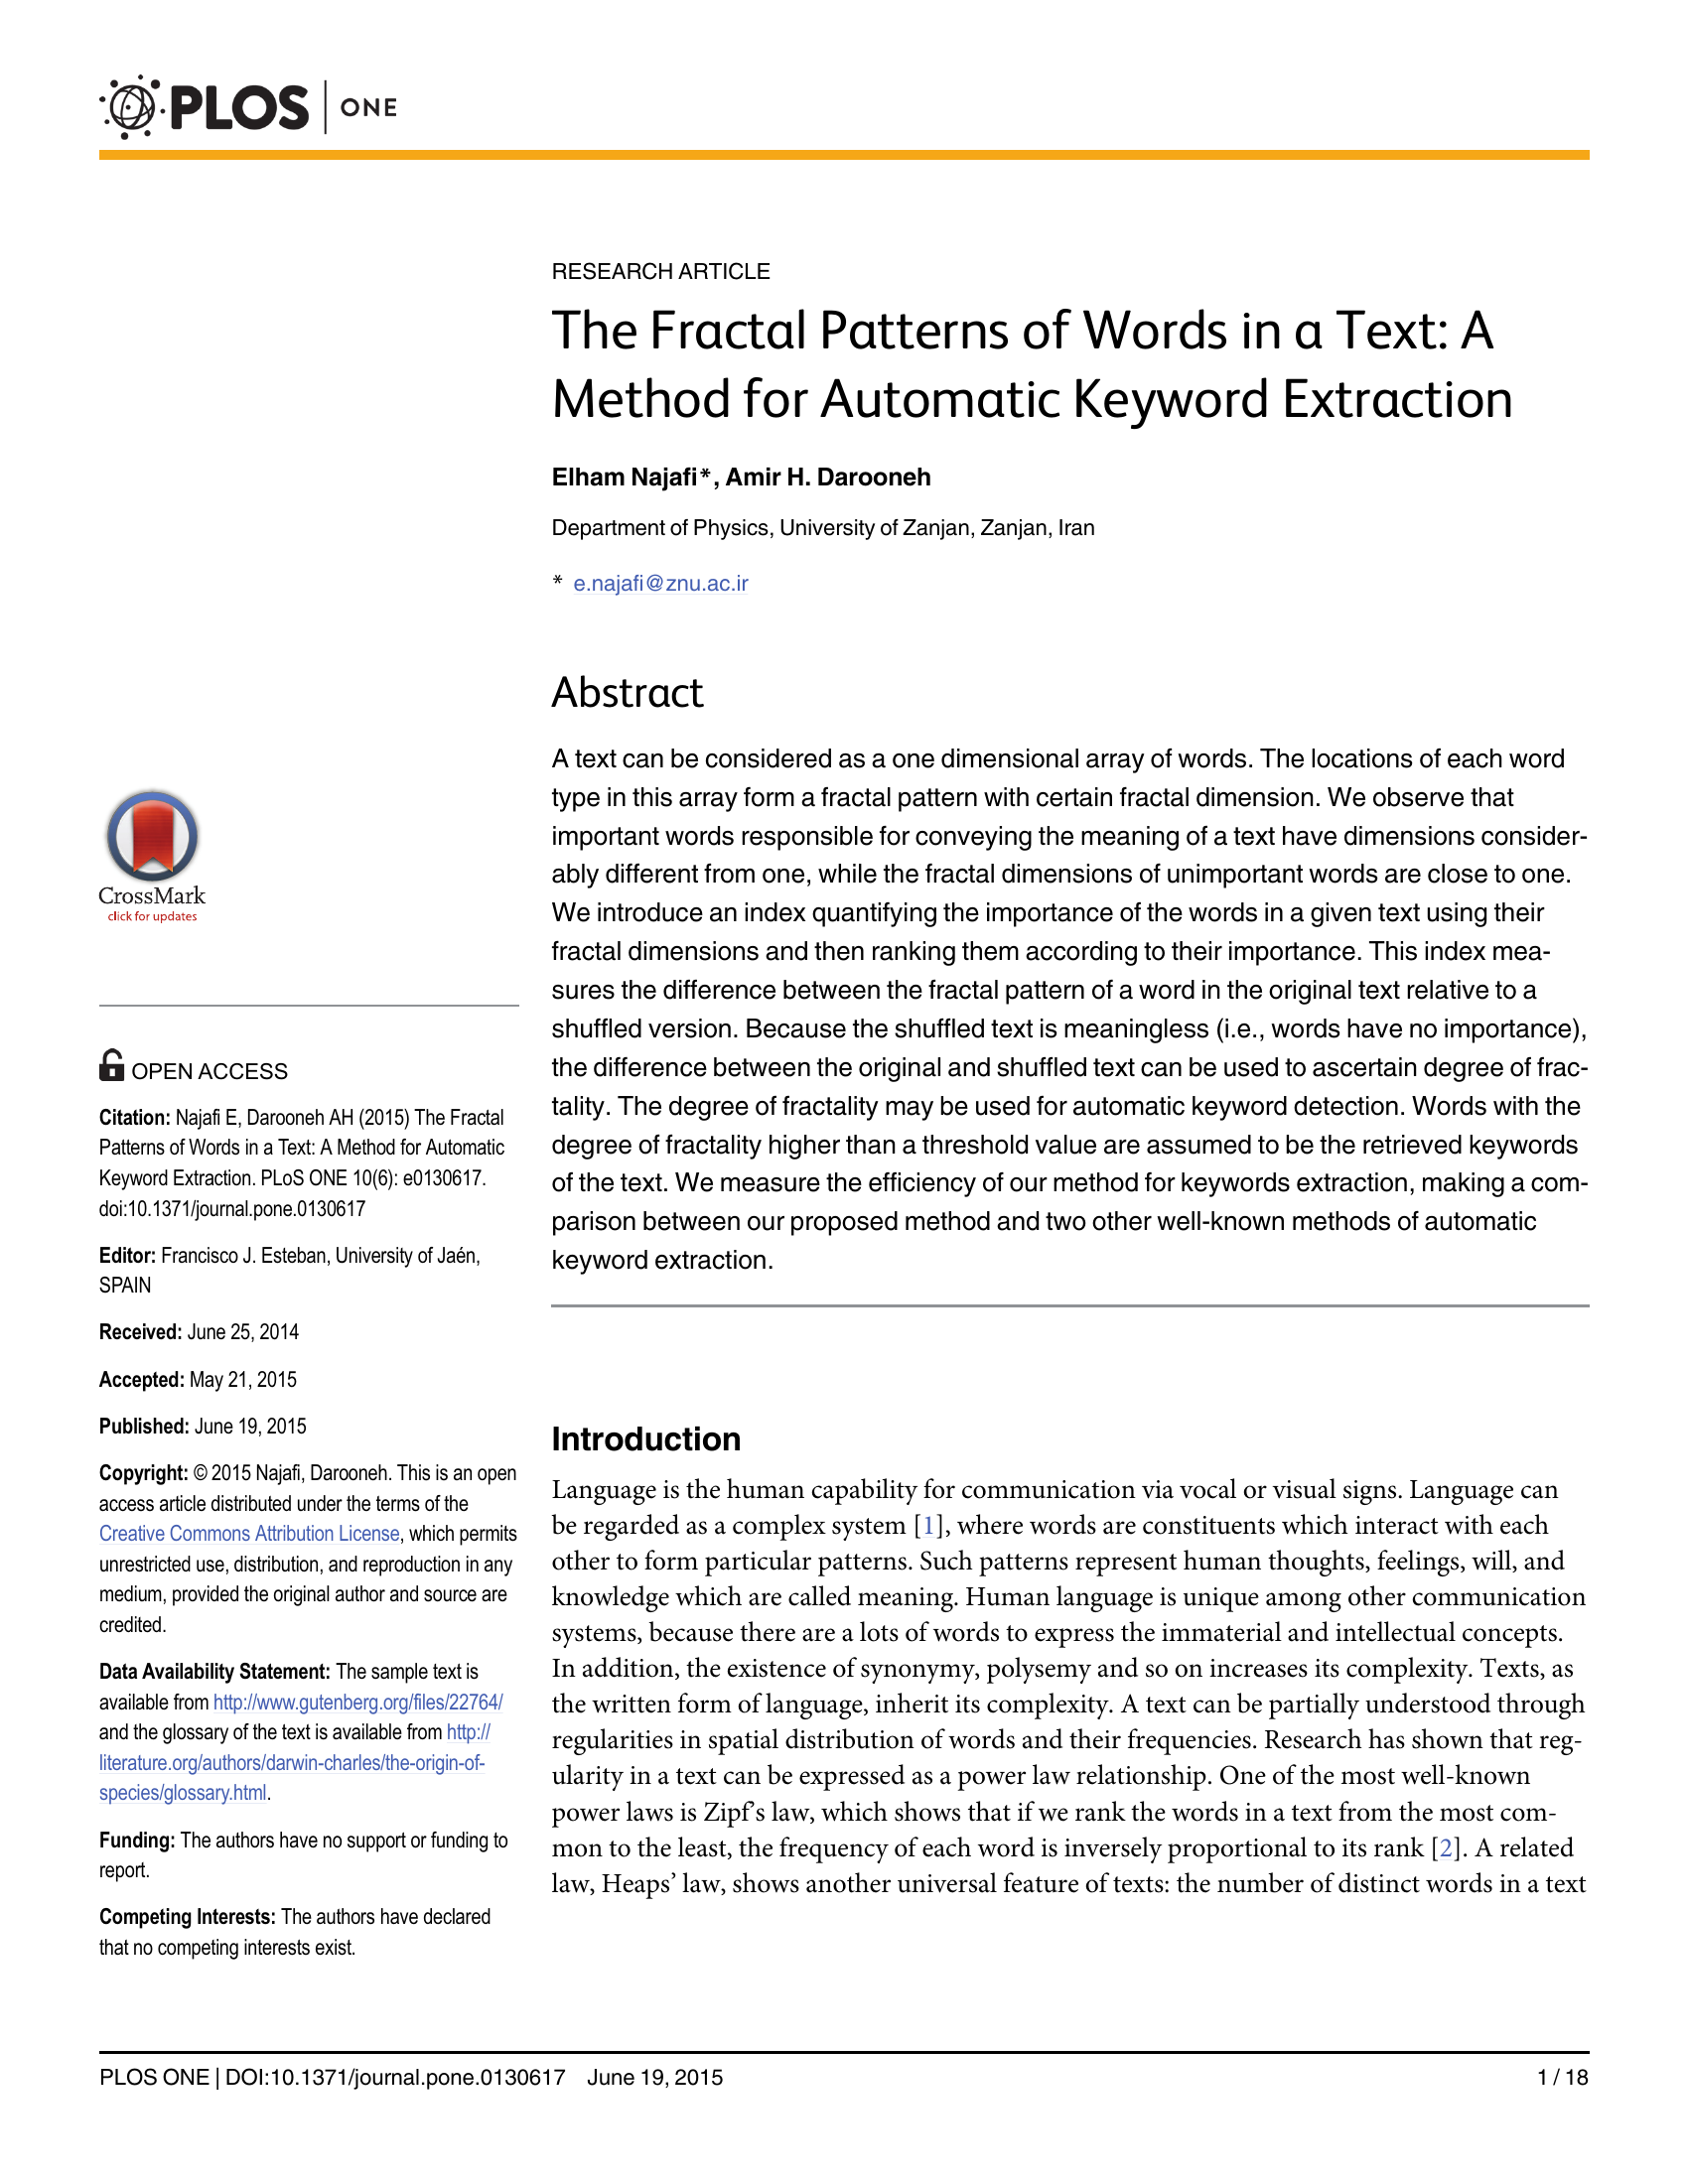 PLOS | ONE
RESEARCH ARTICLE
The Fractal Patterns of Words in a Text: A
Method for Automatic Keyword Extraction
Elham Najafi*, Amir H. Darooneh
Department of Physics, University of Zanjan, Zanjan, Iran
* e.najafi@znu.ac.ir
Abstract
A text can be considered as a one dimensional array of words. The locations of each word
type in this array form a fractal pattern with certain fractal dimension. We observe that
important words responsible for conveying the meaning of a text have dimensions consider-
ably different from one, while the fractal dimensions of unimportant words are close to one.
We introduce an index quantifying the importance of the words in a given text using their
fractal dimensions and then ranking them according to their importance. This index mea-
sures the difference between the fractal pattern of a word in the original text relative to a
shuffled version. Because the shuffled text is meaningless (i.e., words have no importance),
the difference between the original and shuffled text can be used to ascertain degree of frac-
tality. The degree of fractality may be used for automatic keyword detection. Words with the
degree of fractality higher than a threshold value are assumed to be the retrieved keywords
of the text. We measure the efficiency of our method for keywords extraction, making a com-
parison between our proposed method and two other well-known methods of automatic
keyword extraction.
CrossMark
click for updates
OPEN ACCESS
Citation: Najafi E, Darooneh AH (2015) The Fractal
Patterns of Words in a Text: A Method for Automatic
Keyword Extraction. PLoS ONE 10(6): e0130617.
doi:10.1371/journal.pone.0130617
Editor: Francisco J. Esteban, University of Jaén,
SPAIN
Received: June 25, 2014
Accepted: May 21, 2015
Published: June 19, 2015
Copyright: © 2015 Najafi, Darooneh. This is an open
access article distributed under the terms of the
Creative Commons Attribution License, which permits
unrestricted use, distribution, and reproduction in any
medium, provided the original author and source are
credited.
Data Availability Statement: The sample text is
available from http://www.gutenberg.org/files/22764/
and the glossary of the text is available from http://
literature.org/authors/darwin-charles/the-origin-of-
species/glossary.html.
Funding: The authors have no support or funding to
report.
Competing Interests: The authors have declared
that no competing interests exist.
Introduction
Language is the human capability for communication via vocal or visual signs. Language can
be regarded as a complex system [1], where words are constituents which interact with each
other to form particular patterns. Such patterns represent human thoughts, feelings, will, and
knowledge which are called meaning. Human language is unique among other communication
systems, because there are a lots of words to express the immaterial and intellectual concepts.
In addition, the existence of synonymy, polysemy and so on increases its complexity. Texts, as
the written form of language, inherit its complexity. A text can be partially understood through
regularities in spatial distribution of words and their frequencies. Research has shown that reg-
ularity in a text can be expressed as a power law relationship. One of the most well-known
power laws is Zipf’s law, which shows that if we rank the words in a text from the most com-
mon to the least, the frequency of each word is inversely proportional to its rank [2]. A related
law, Heaps’ law, shows another universal feature of texts: the number of distinct words in a text
PLOS ONE | DOI:10.1371/journal.pone.0130617 June 19, 2015
1 / 18